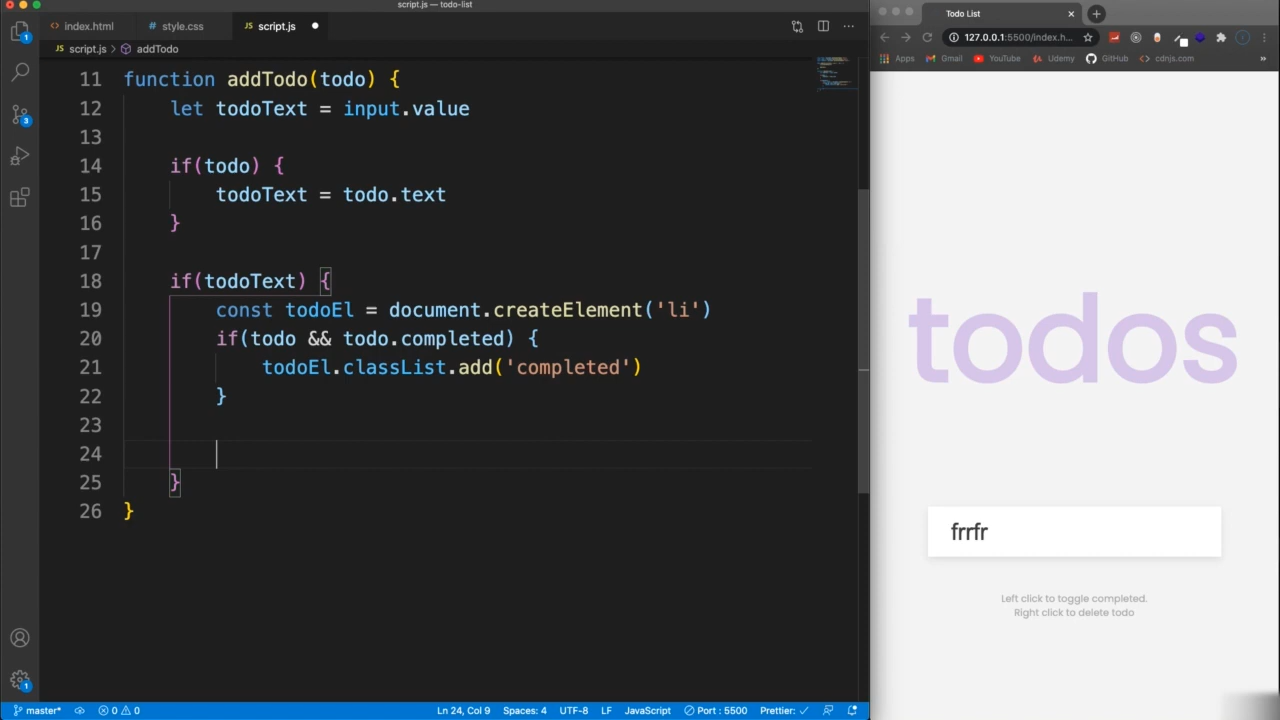 script.js — todo-list
index.html
style.css
script.js
script.js > addTodo
11 function addTodo(todo) {
12 let todoText = input.value
13
14 if(todo) {
15 todoText = todo.text
16 }
17
18 if(todoText) {
19 const todoEl = document.createElement('li')
20 if(todo && todo.completed) {
21 todoEl.classList.add('completed')
22 }
23
24
25 }
26 }
master* 0 0 Ln 24, Col 9 Spaces: 4 UTF-8 LF JavaScript Port : 5500 Prettier: ✓
Todo List
127.0.0.1:5500/index.h...
Apps Gmail YouTube Udemy GitHub cdnjs.com »
todos
frrfr
Left click to toggle completed.
Right click to delete todo